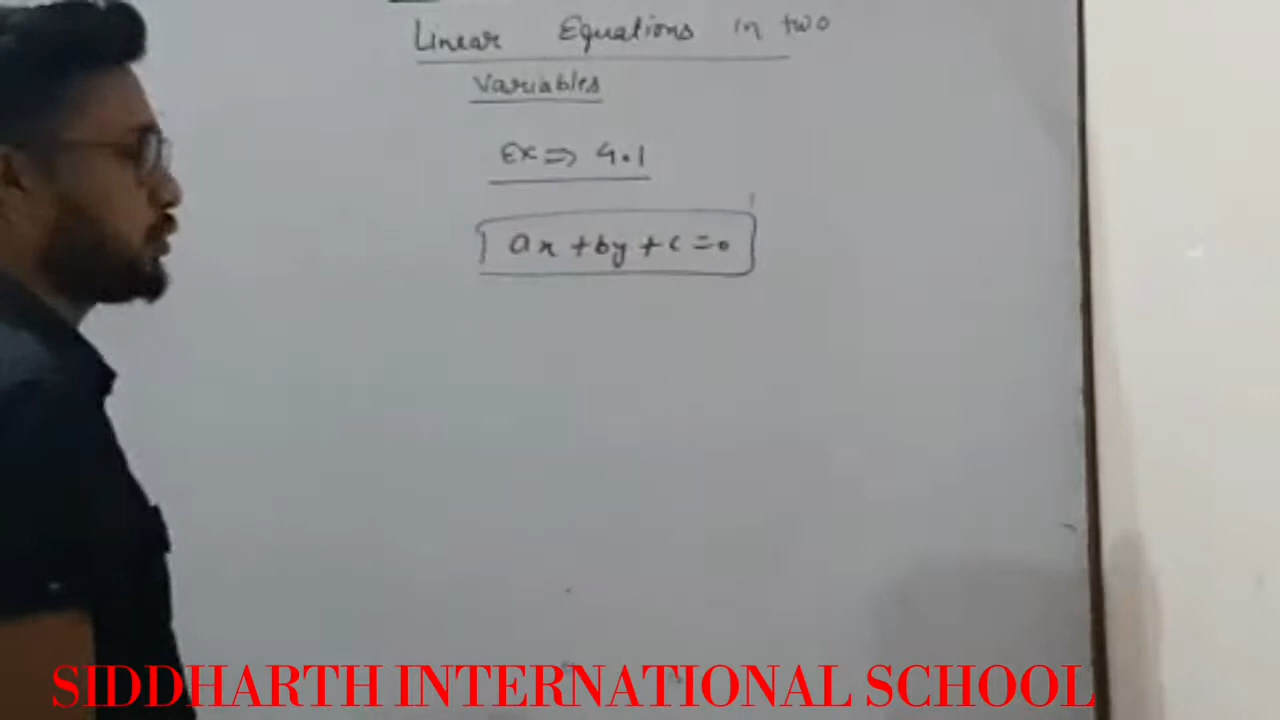 Linear Equations in two
Variables
Ex => 4.1
ax + by + c = 0
SIDDHARTH INTERNATIONAL SCHOOL